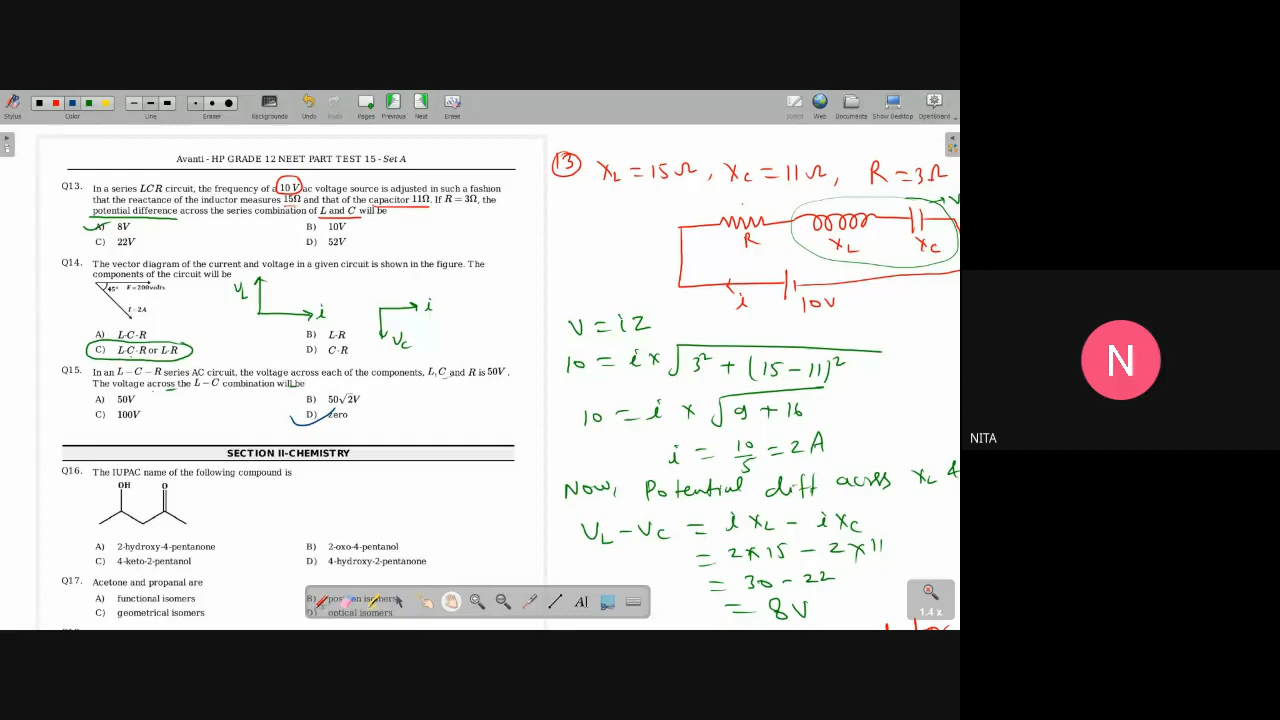 Stylus
Color
Line
Eraser
Backgrounds
Undo
Redo
Pages
Previous
Next
Erase
Board
Web
Documents
Show Desktop
OpenBoard
Avanti - HP GRADE 12 NEET PART TEST 15 - Set A
Q13. In a series LCR circuit, the frequency of a 10 V ac voltage source is adjusted in such a fashion
that the reactance of the inductor measures 15Ω and that of the capacitor 11Ω. If R = 3Ω, the
potential difference across the series combination of L and C will be
A) 8V
B) 10V
C) 22V
D) 52V
Q14. The vector diagram of the current and voltage in a given circuit is shown in the figure. The
components of the circuit will be
45° E=200volts
I=2A
VL
i
i
VC
A) L-C-R
B) L-R
C) L-C-R or L-R
D) C-R
Q15. In an L − C − R series AC circuit, the voltage across each of the components, L,C and R is 50V.
The voltage across the L − C combination will be
A) 50V
B) 50√2V
C) 100V
D) zero
SECTION II-CHEMISTRY
Q16. The IUPAC name of the following compound is
OH O
A) 2-hydroxy-4-pentanone
B) 2-oxo-4-pentanol
C) 4-keto-2-pentanol
D) 4-hydroxy-2-pentanone
Q17. Acetone and propanal are
A) functional isomers
B) position isomers
C) geometrical isomers
D) optical isomers
13 XL = 15Ω, XC = 11Ω, R = 3Ω
V
R XL XC
i 10V
V = iZ
10 = i × √3² + (15 − 11)²
10 = i × √9 + 16
i = 10/5 = 2A
Now, Potential diff across XL &
VL − VC = iXL − iXC
= 2×15 − 2×11
= 30 − 22
= 8V
1.4 x
N
NITA